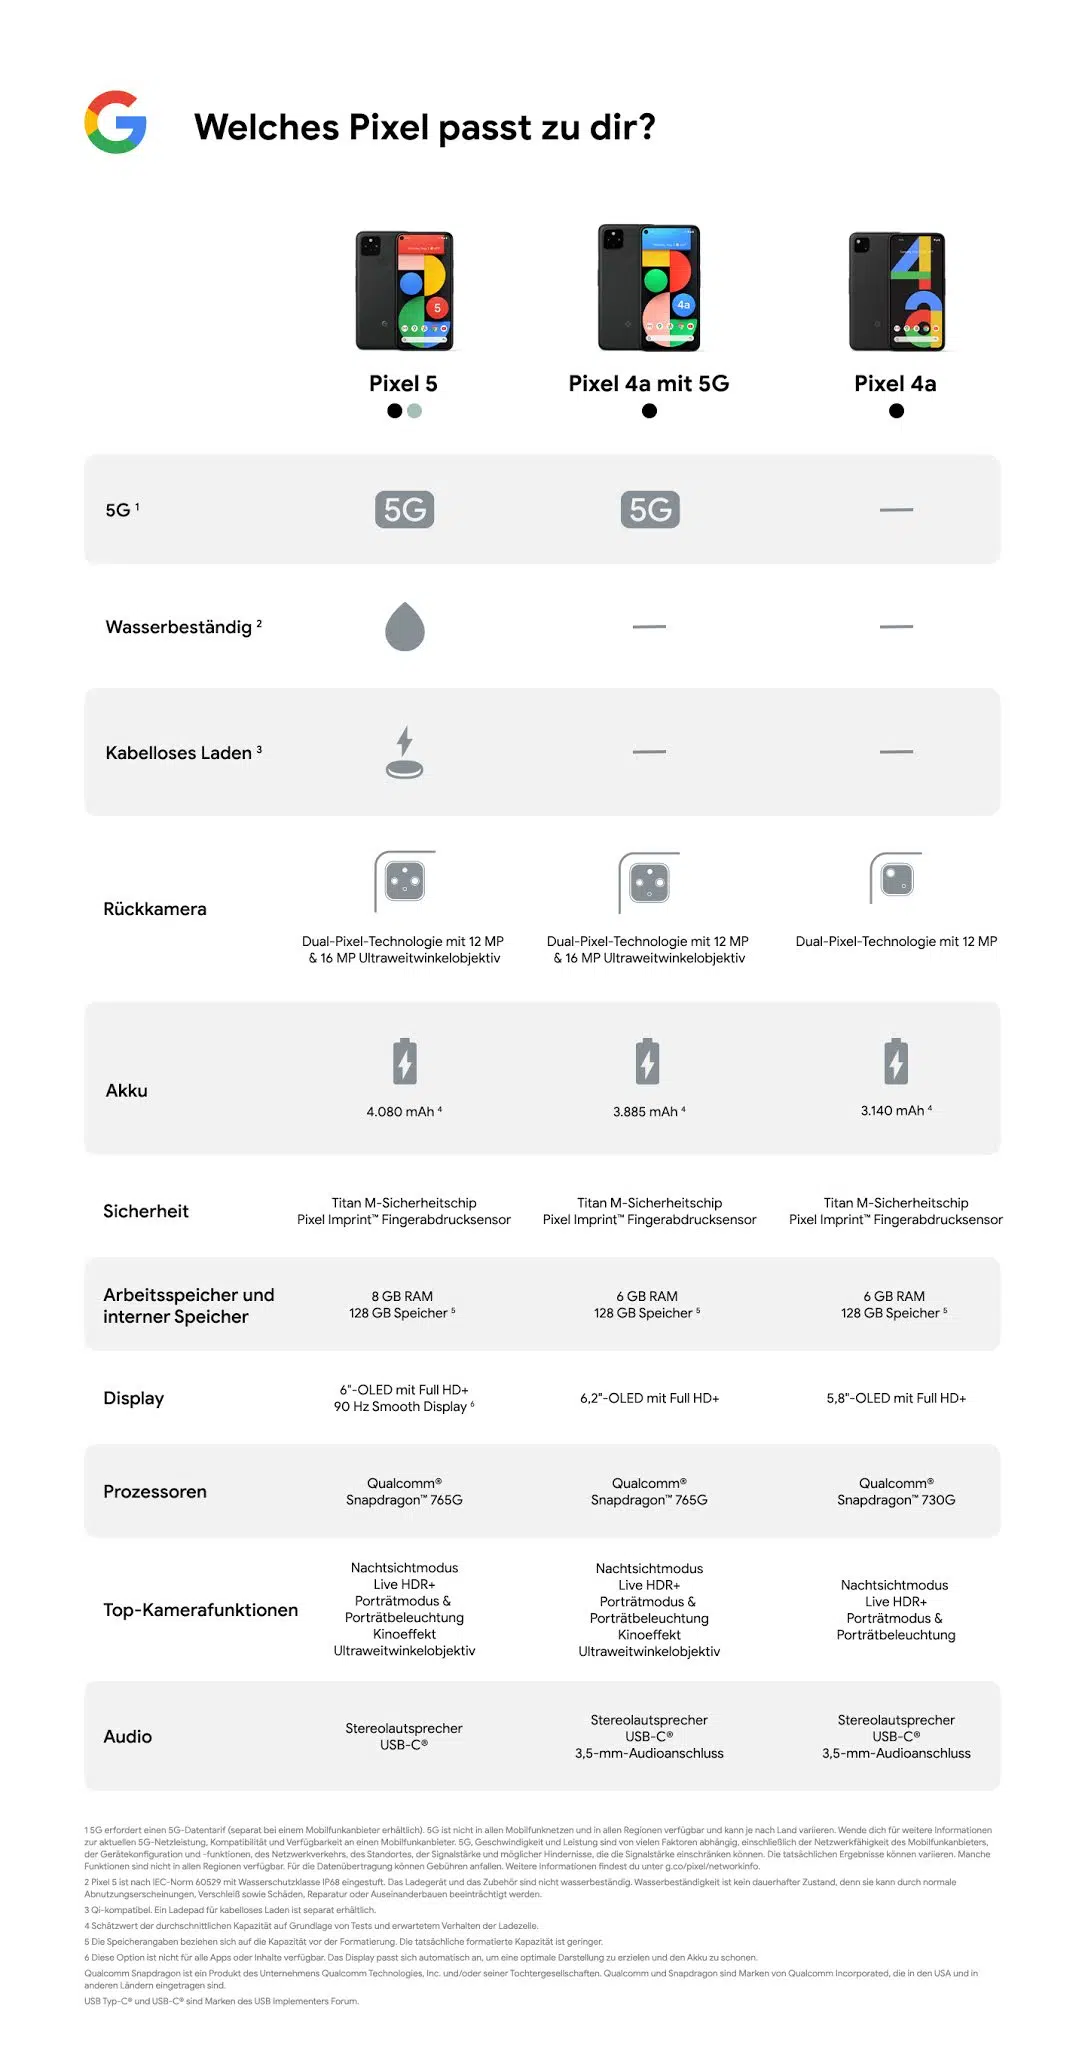 Welches Pixel passt zu dir?
5
4a
Pixel 5
Pixel 4a mit 5G
Pixel 4a
5G ¹
5G
5G
—
Wasserbeständig ²
—
—
Kabelloses Laden ³
—
—
Rückkamera
Dual-Pixel-Technologie mit 12 MP
& 16 MP Ultraweitwinkelobjektiv
Dual-Pixel-Technologie mit 12 MP
& 16 MP Ultraweitwinkelobjektiv
Dual-Pixel-Technologie mit 12 MP
Akku
4.080 mAh ⁴
3.885 mAh ⁴
3.140 mAh ⁴
Sicherheit
Titan M-Sicherheitschip
Pixel Imprint™ Fingerabdrucksensor
Titan M-Sicherheitschip
Pixel Imprint™ Fingerabdrucksensor
Titan M-Sicherheitschip
Pixel Imprint™ Fingerabdrucksensor
Arbeitsspeicher und
interner Speicher
8 GB RAM
128 GB Speicher ⁵
6 GB RAM
128 GB Speicher ⁵
6 GB RAM
128 GB Speicher ⁵
Display
6"-OLED mit Full HD+
90 Hz Smooth Display ⁶
6,2"-OLED mit Full HD+
5,8"-OLED mit Full HD+
Prozessoren
Qualcomm®
Snapdragon™ 765G
Qualcomm®
Snapdragon™ 765G
Qualcomm®
Snapdragon™ 730G
Top-Kamerafunktionen
Nachtsichtmodus
Live HDR+
Porträtmodus &
Porträtbeleuchtung
Kinoeffekt
Ultraweitwinkelobjektiv
Nachtsichtmodus
Live HDR+
Porträtmodus &
Porträtbeleuchtung
Kinoeffekt
Ultraweitwinkelobjektiv
Nachtsichtmodus
Live HDR+
Porträtmodus &
Porträtbeleuchtung
Audio
Stereolautsprecher
USB-C®
Stereolautsprecher
USB-C®
3,5-mm-Audioanschluss
Stereolautsprecher
USB-C®
3,5-mm-Audioanschluss
1 5G erfordert einen 5G-Datentarif (separat bei einem Mobilfunkanbieter erhältlich). 5G ist nicht in allen Mobilfunknetzen und in allen Regionen verfügbar und kann je nach Land variieren. Wende dich für weitere Informationen
zur aktuellen 5G-Netzleistung, Kompatibilität und Verfügbarkeit an einen Mobilfunkanbieter. 5G, Geschwindigkeit und Leistung sind von vielen Faktoren abhängig, einschließlich der Netzwerkfähigkeit des Mobilfunkanbieters,
der Gerätekonfiguration und -funktionen, des Netzwerkverkehrs, des Standortes, der Signalstärke und möglicher Hindernisse, die die Signalstärke einschränken können. Die tatsächlichen Ergebnisse können variieren. Manche
Funktionen sind nicht in allen Regionen verfügbar. Für die Datenübertragung können Gebühren anfallen. Weitere Informationen findest du unter g.co/pixel/networkinfo.
2 Pixel 5 ist nach IEC-Norm 60529 mit Wasserschutzklasse IP68 eingestuft. Das Ladegerät und das Zubehör sind nicht wasserbeständig. Wasserbeständigkeit ist kein dauerhafter Zustand, denn sie kann durch normale
Abnutzungserscheinungen, Verschleiß sowie Schäden, Reparatur oder Auseinanderbauen beeinträchtigt werden.
3 Qi-kompatibel. Ein Ladepad für kabelloses Laden ist separat erhältlich.
4 Schätzwert der durchschnittlichen Kapazität auf Grundlage von Tests und erwartetem Verhalten der Ladezelle.
5 Die Speicherangaben beziehen sich auf die Kapazität vor der Formatierung. Die tatsächliche formatierte Kapazität ist geringer.
6 Diese Option ist nicht für alle Apps oder Inhalte verfügbar. Das Display passt sich automatisch an, um eine optimale Darstellung zu erzielen und den Akku zu schonen.
Qualcomm Snapdragon ist ein Produkt des Unternehmens Qualcomm Technologies, Inc. und/oder seiner Tochtergesellschaften. Qualcomm und Snapdragon sind Marken von Qualcomm Incorporated, die in den USA und in
anderen Ländern eingetragen sind.
USB Typ-C® und USB-C® sind Marken des USB Implementers Forum.